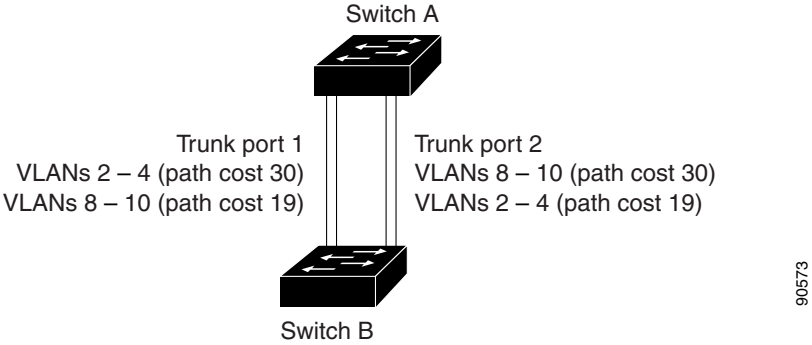 Switch A
Trunk port 1
VLANs 2 – 4 (path cost 30)
VLANs 8 – 10 (path cost 19)
Trunk port 2
VLANs 8 – 10 (path cost 30)
VLANs 2 – 4 (path cost 19)
90573
Switch B